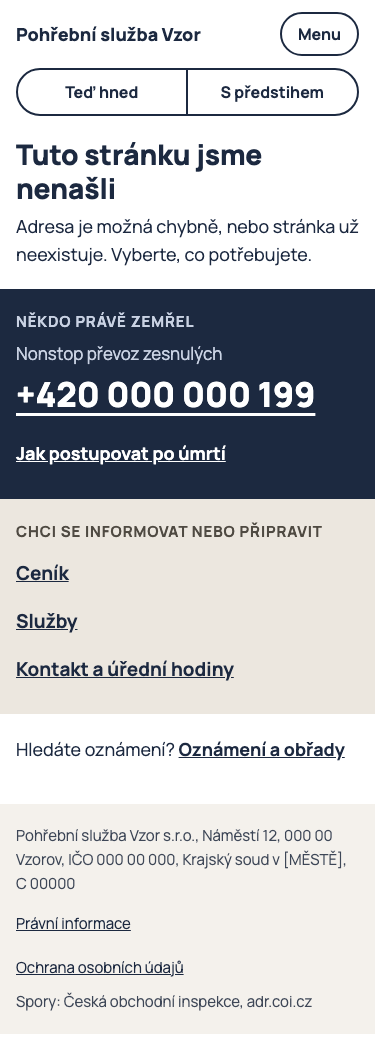 Pohřební služba Vzor
Menu
Teď hned
S předstihem
Tuto stránku jsme
nenašli
Adresa je možná chybně, nebo stránka už
neexistuje. Vyberte, co potřebujete.
NĚKDO PRÁVĚ ZEMŘEL
Nonstop převoz zesnulých
+420 000 000 199
Jak postupovat po úmrtí
CHCI SE INFORMOVAT NEBO PŘIPRAVIT
Ceník
Služby
Kontakt a úřední hodiny
Hledáte oznámení? Oznámení a obřady
Pohřební služba Vzor s.r.o., Náměstí 12, 000 00
Vzorov, IČO 000 00 000, Krajský soud v [MĚSTĚ],
C 00000
Právní informace
Ochrana osobních údajů
Spory: Česká obchodní inspekce, adr.coi.cz